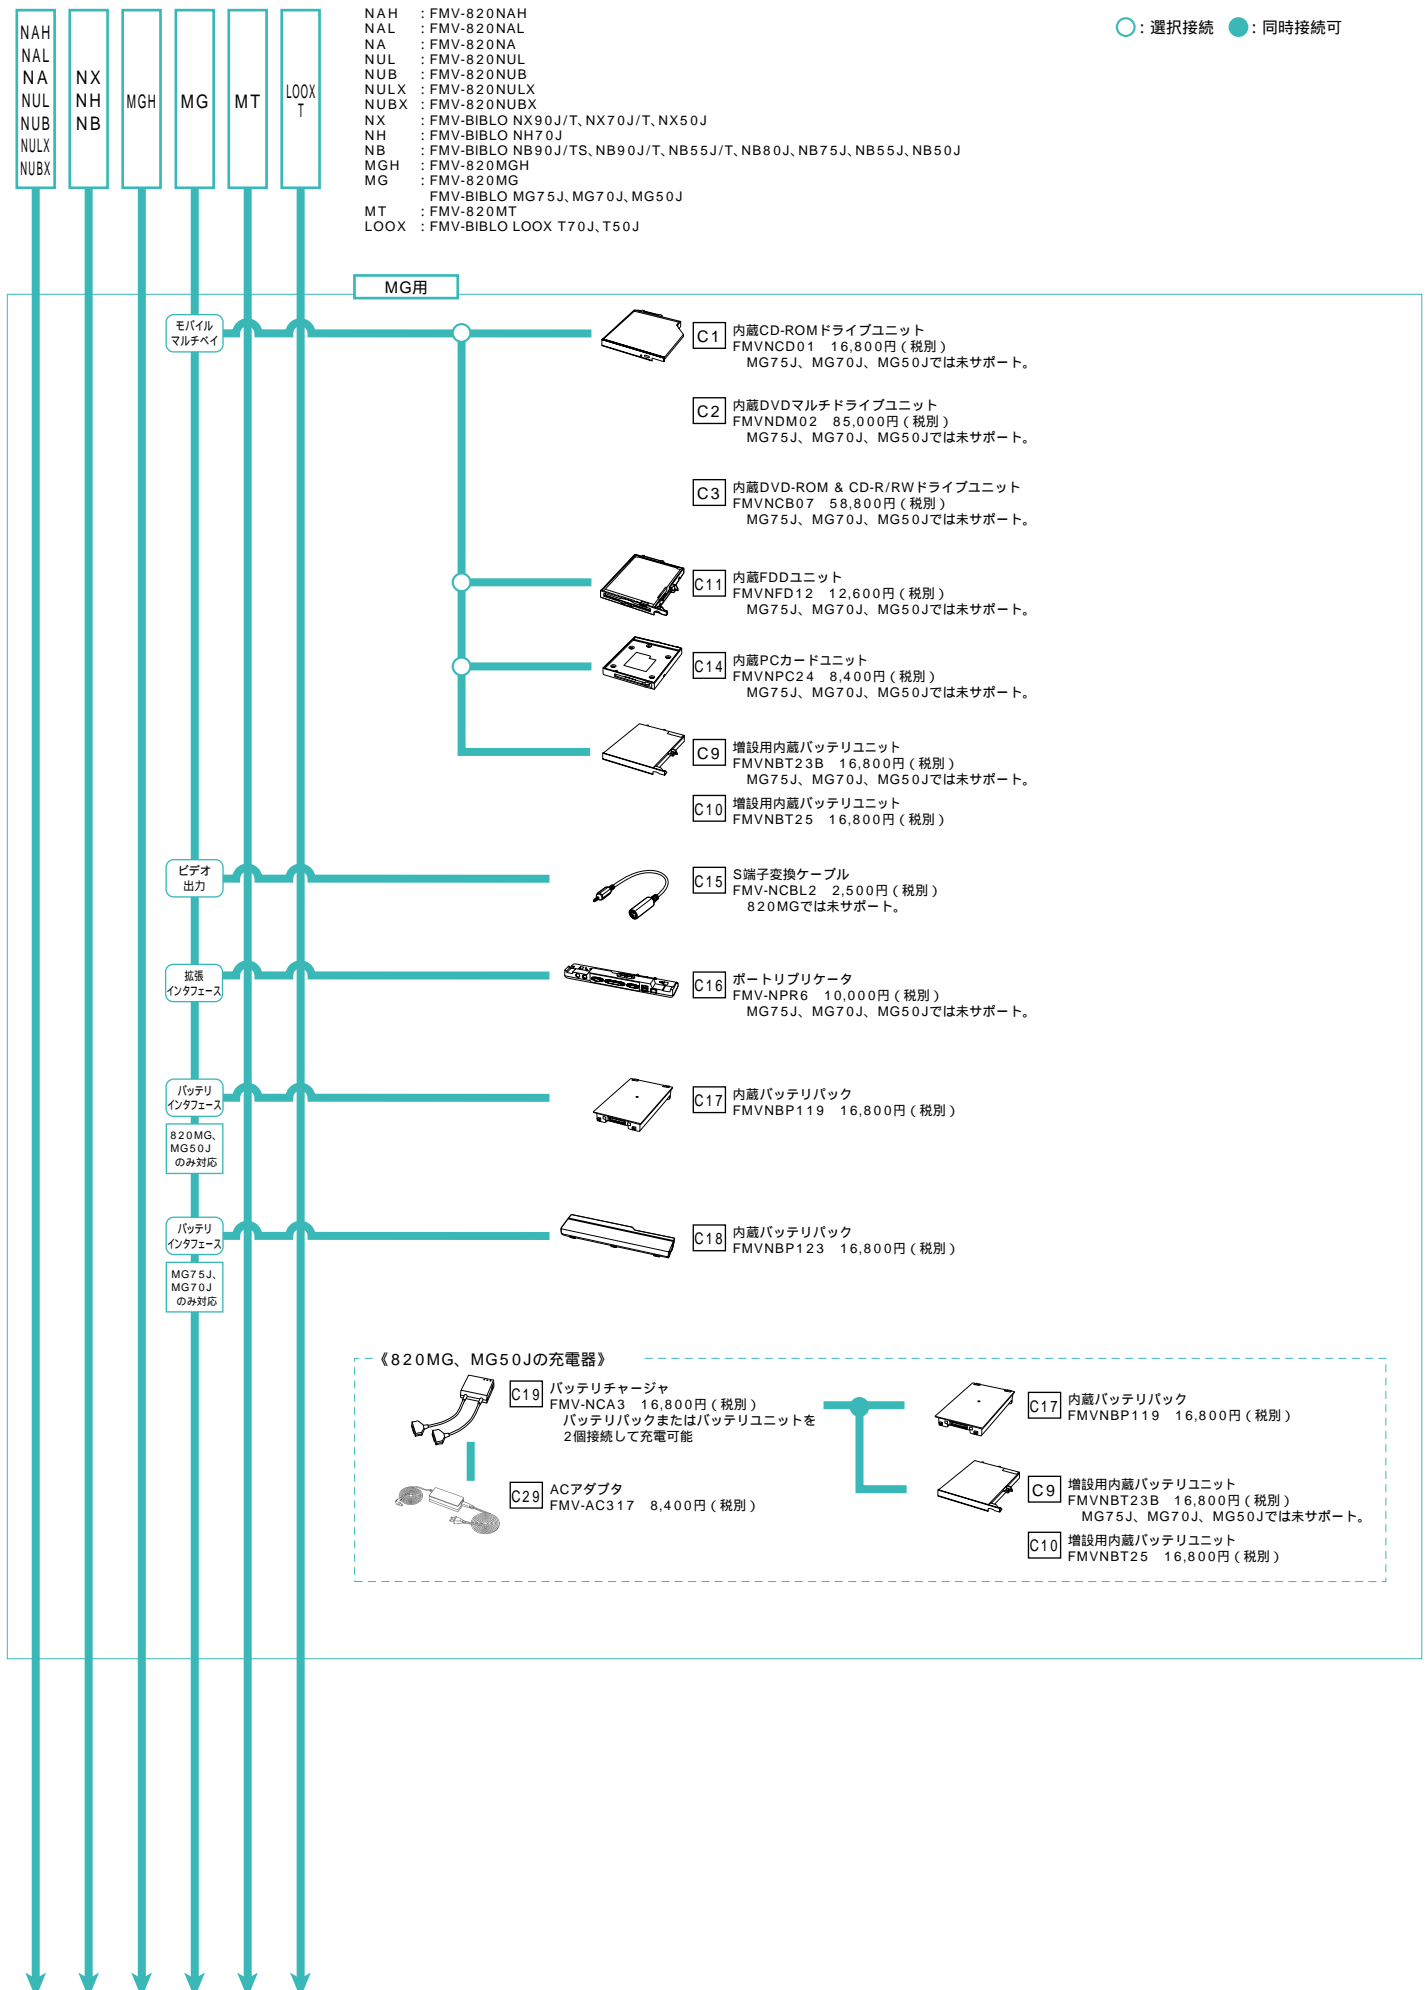 NAH
NAL
NA
NUL
NUB
NULX
NUBX
NX
NH
NB
MGH
MG
MT
LOOX
T
NAH : FMV-820NAH
NAL : FMV-820NAL
NA : FMV-820NA
NUL : FMV-820NUL
NUB : FMV-820NUB
NULX : FMV-820NULX
NUBX : FMV-820NUBX
NX : FMV-BIBLO NX90J/T、NX70J/T、NX50J
NH : FMV-BIBLO NH70J
NB : FMV-BIBLO NB90J/TS、NB90J/T、NB55J/T、NB80J、NB75J、NB55J、NB50J
MGH : FMV-820MGH
MG : FMV-820MG
FMV-BIBLO MG75J、MG70J、MG50J
MT : FMV-820MT
LOOX : FMV-BIBLO LOOX T70J、T50J
: 選択接続 : 同時接続可
MG用
モバイル
マルチベイ
C1 内蔵CD-ROMドライブユニット
FMVNCD01 16,800円(税別)
MG75J、MG70J、MG50Jでは未サポート。
C2 内蔵DVDマルチドライブユニット
FMVNDM02 85,000円(税別)
MG75J、MG70J、MG50Jでは未サポート。
C3 内蔵DVD-ROM & CD-R/RWドライブユニット
FMVNCB07 58,800円(税別)
MG75J、MG70J、MG50Jでは未サポート。
C11 内蔵FDDユニット
FMVNFD12 12,600円(税別)
MG75J、MG70J、MG50Jでは未サポート。
C14 内蔵PCカードユニット
FMVNPC24 8,400円(税別)
MG75J、MG70J、MG50Jでは未サポート。
C9 増設用内蔵バッテリユニット
FMVNBT23B 16,800円(税別)
MG75J、MG70J、MG50Jでは未サポート。
C10 増設用内蔵バッテリユニット
FMVNBT25 16,800円(税別)
ビデオ
出力
C15 S端子変換ケーブル
FMV-NCBL2 2,500円(税別)
820MGでは未サポート。
拡張
インタフェース
C16 ポートリプリケータ
FMV-NPR6 10,000円(税別)
MG75J、MG70J、MG50Jでは未サポート。
バッテリ
インタフェース
820MG、
MG50J
のみ対応
C17 内蔵バッテリパック
FMVNBP119 16,800円(税別)
バッテリ
インタフェース
MG75J、
MG70J
のみ対応
C18 内蔵バッテリパック
FMVNBP123 16,800円(税別)
《820MG、MG50Jの充電器》
C19 バッテリチャージャ
FMV-NCA3 16,800円(税別)
バッテリパックまたはバッテリユニットを
2個接続して充電可能
C29 ACアダプタ
FMV-AC317 8,400円(税別)
C17 内蔵バッテリパック
FMVNBP119 16,800円(税別)
C9 増設用内蔵バッテリユニット
FMVNBT23B 16,800円(税別)
MG75J、MG70J、MG50Jでは未サポート。
C10 増設用内蔵バッテリユニット
FMVNBT25 16,800円(税別)